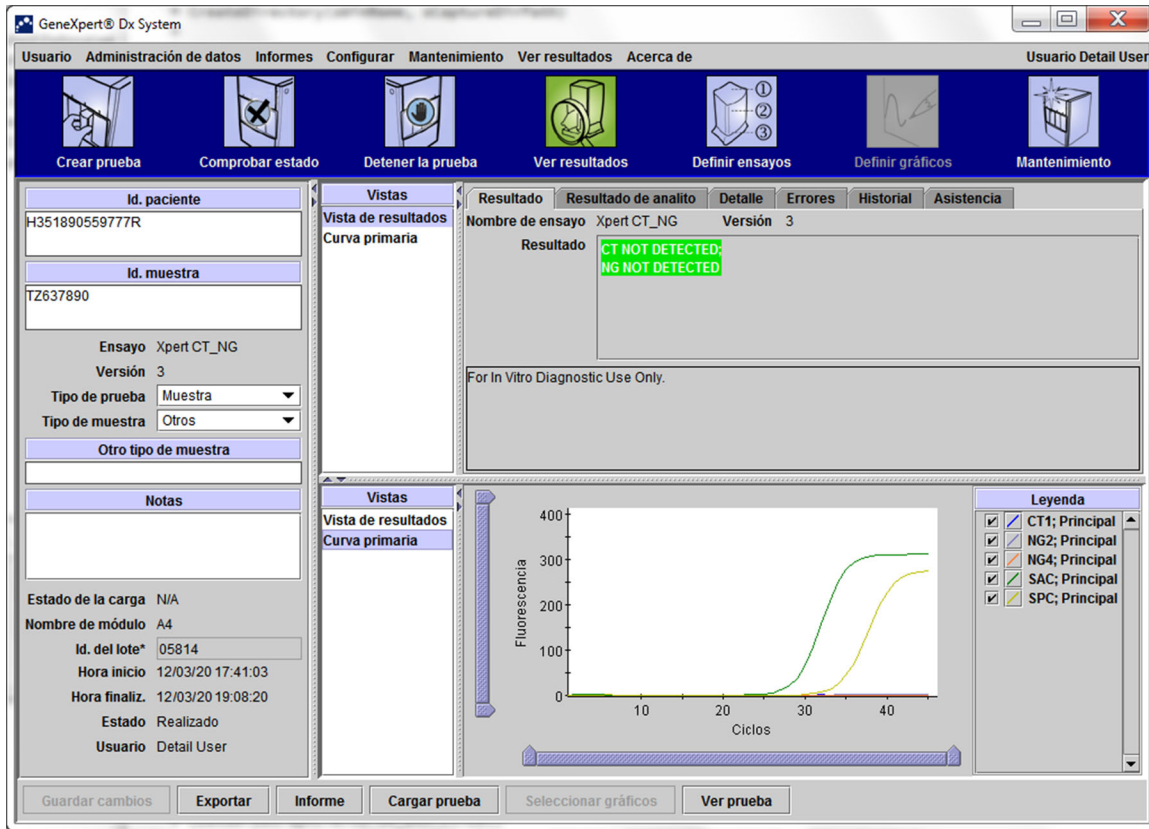 GeneXpert® Dx System
Usuario Administración de datos Informes Configurar Mantenimiento Ver resultados Acerca de Usuario Detail User
Crear prueba Comprobar estado Detener la prueba Ver resultados Definir ensayos Definir gráficos Mantenimiento
Id. paciente
H351890559777R
Id. muestra
TZ637890
Ensayo Xpert CT_NG
Versión 3
Tipo de prueba Muestra
Tipo de muestra Otros
Otro tipo de muestra
Notas
Estado de la carga N/A
Nombre de módulo A4
Id. del lote* 05814
Hora inicio 12/03/20 17:41:03
Hora finaliz. 12/03/20 19:08:20
Estado Realizado
Usuario Detail User
Vistas
Vista de resultados
Curva primaria
Resultado Resultado de analito Detalle Errores Historial Asistencia
Nombre de ensayo Xpert CT_NG Versión 3
Resultado
CT NOT DETECTED;
NG NOT DETECTED
For In Vitro Diagnostic Use Only.
Vistas
Vista de resultados
Curva primaria
Fluorescencia
400
300
200
100
0
10 20 30 40
Ciclos
Leyenda
CT1; Principal
NG2; Principal
NG4; Principal
SAC; Principal
SPC; Principal
Guardar cambios Exportar Informe Cargar prueba Seleccionar gráficos Ver prueba